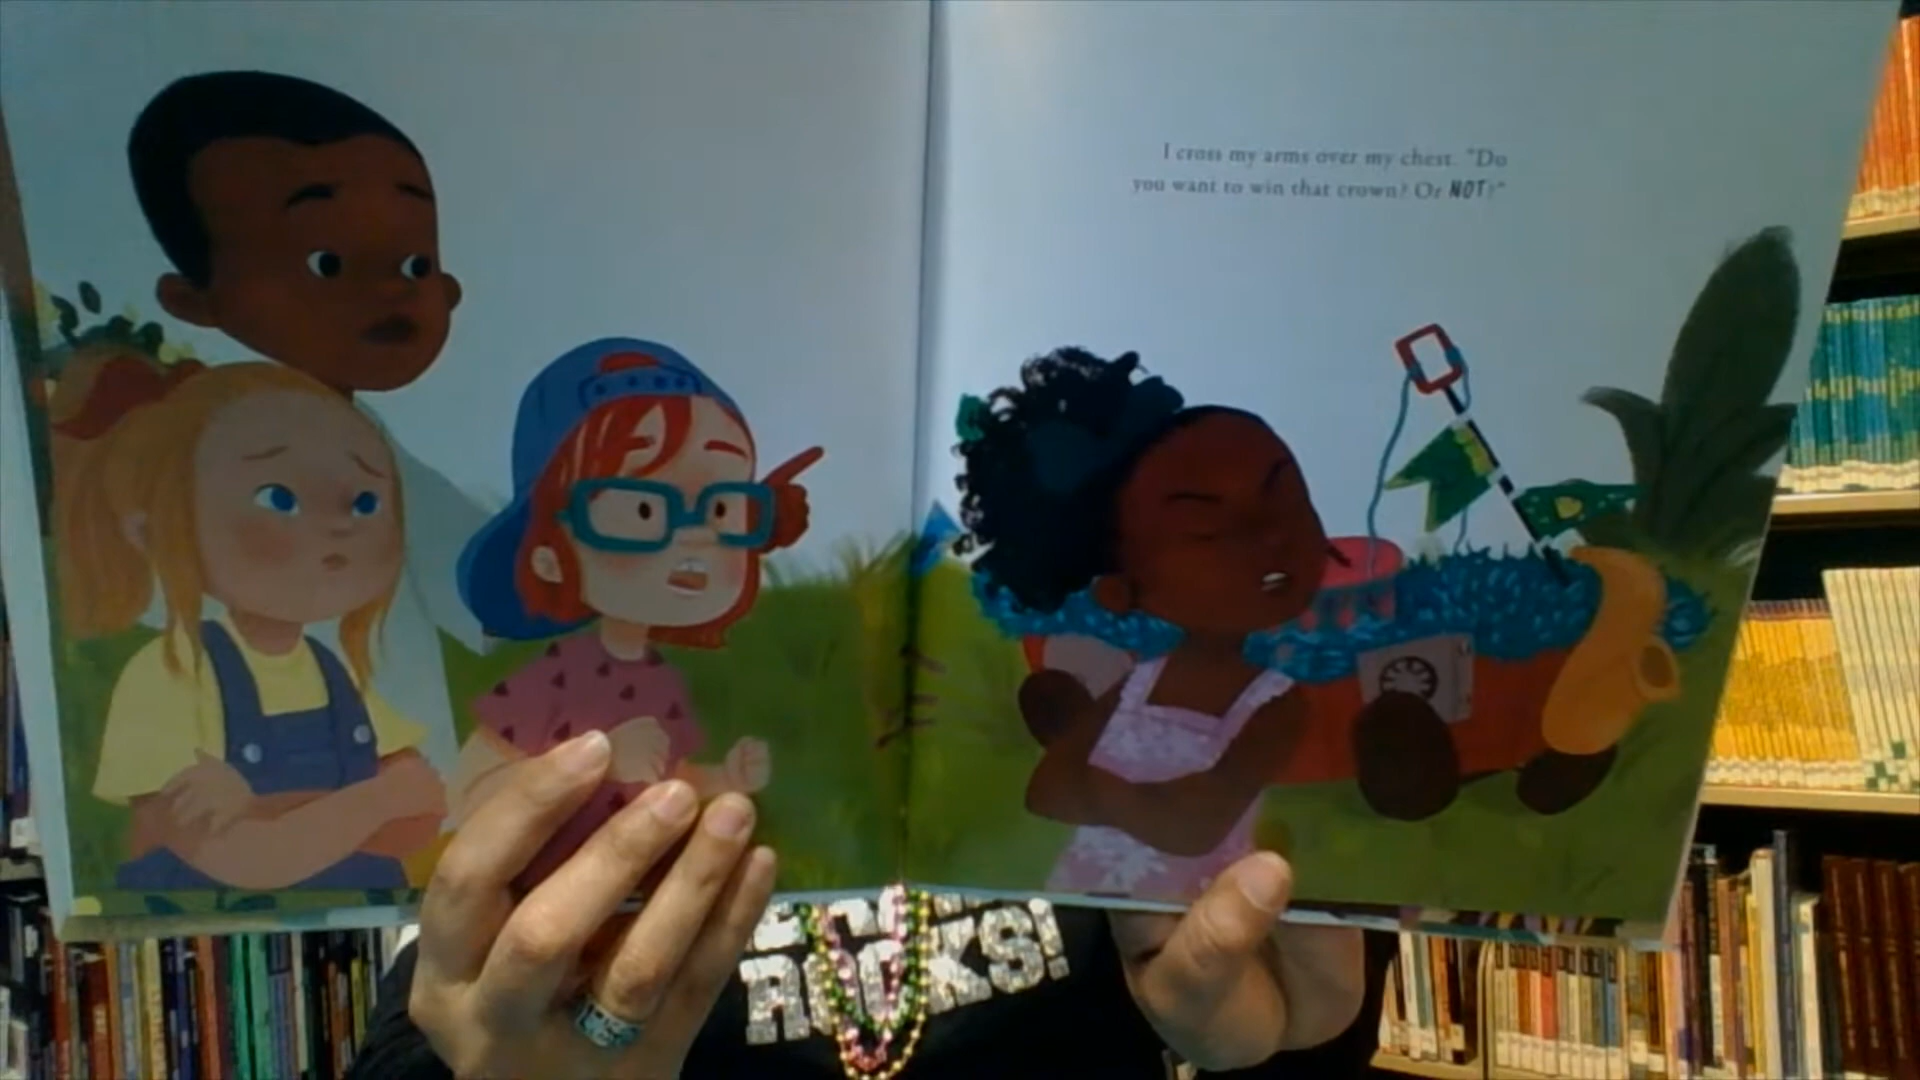 I cross my arms over my chest. "Do
you want to win that crown? Or NOT?"
ROCKS!